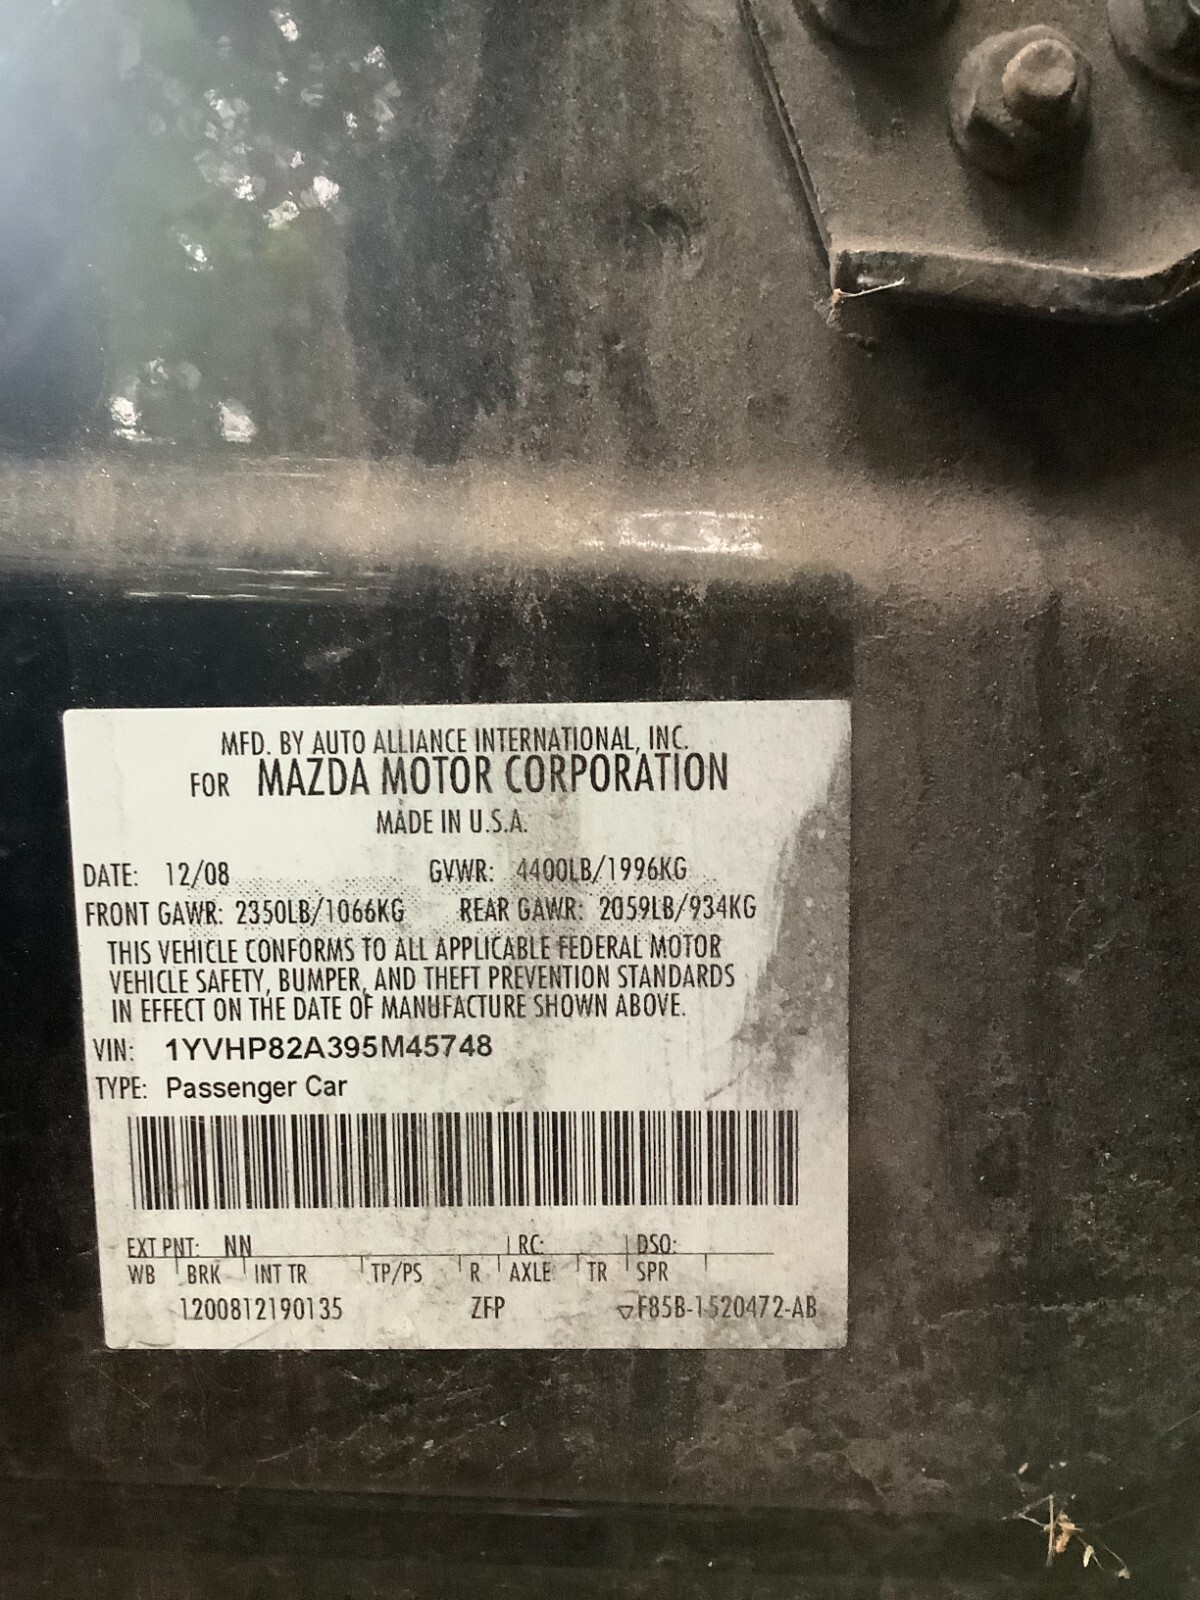 MFD. BY AUTO ALLIANCE INTERNATIONAL, INC.
FOR MAZDA MOTOR CORPORATION
MADE IN U.S.A.
DATE: 12/08 GVWR: 4400LB/1996KG
FRONT GAWR: 2350LB/1066KG REAR GAWR: 2059LB/934KG
THIS VEHICLE CONFORMS TO ALL APPLICABLE FEDERAL MOTOR
VEHICLE SAFETY, BUMPER, AND THEFT PREVENTION STANDARDS
IN EFFECT ON THE DATE OF MANUFACTURE SHOWN ABOVE.
VIN: 1YVHP82A395M45748
TYPE: Passenger Car
EXT PNT: NN RC: DSO:
WB BRK INT TR TP/PS R AXLE TR SPR
1200812190135 ZFP ▽F85B-1520472-AB